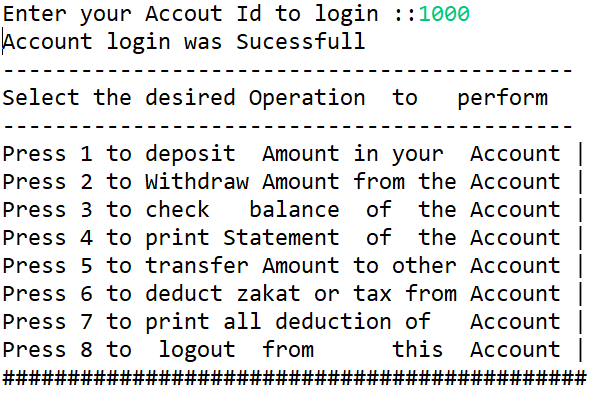 Enter your Accout Id to login ::1000
Account login was Sucessfull
--------------------------------------------
Select the desired Operation  to   perform
--------------------------------------------
Press 1 to deposit  Amount in your  Account |
Press 2 to Withdraw Amount from the Account |
Press 3 to check   balance  of  the Account |
Press 4 to print Statement  of  the Account |
Press 5 to transfer Amount to other Account |
Press 6 to deduct zakat or tax from Account |
Press 7 to print all deduction of   Account |
Press 8 to  logout  from      this  Account |
#############################################